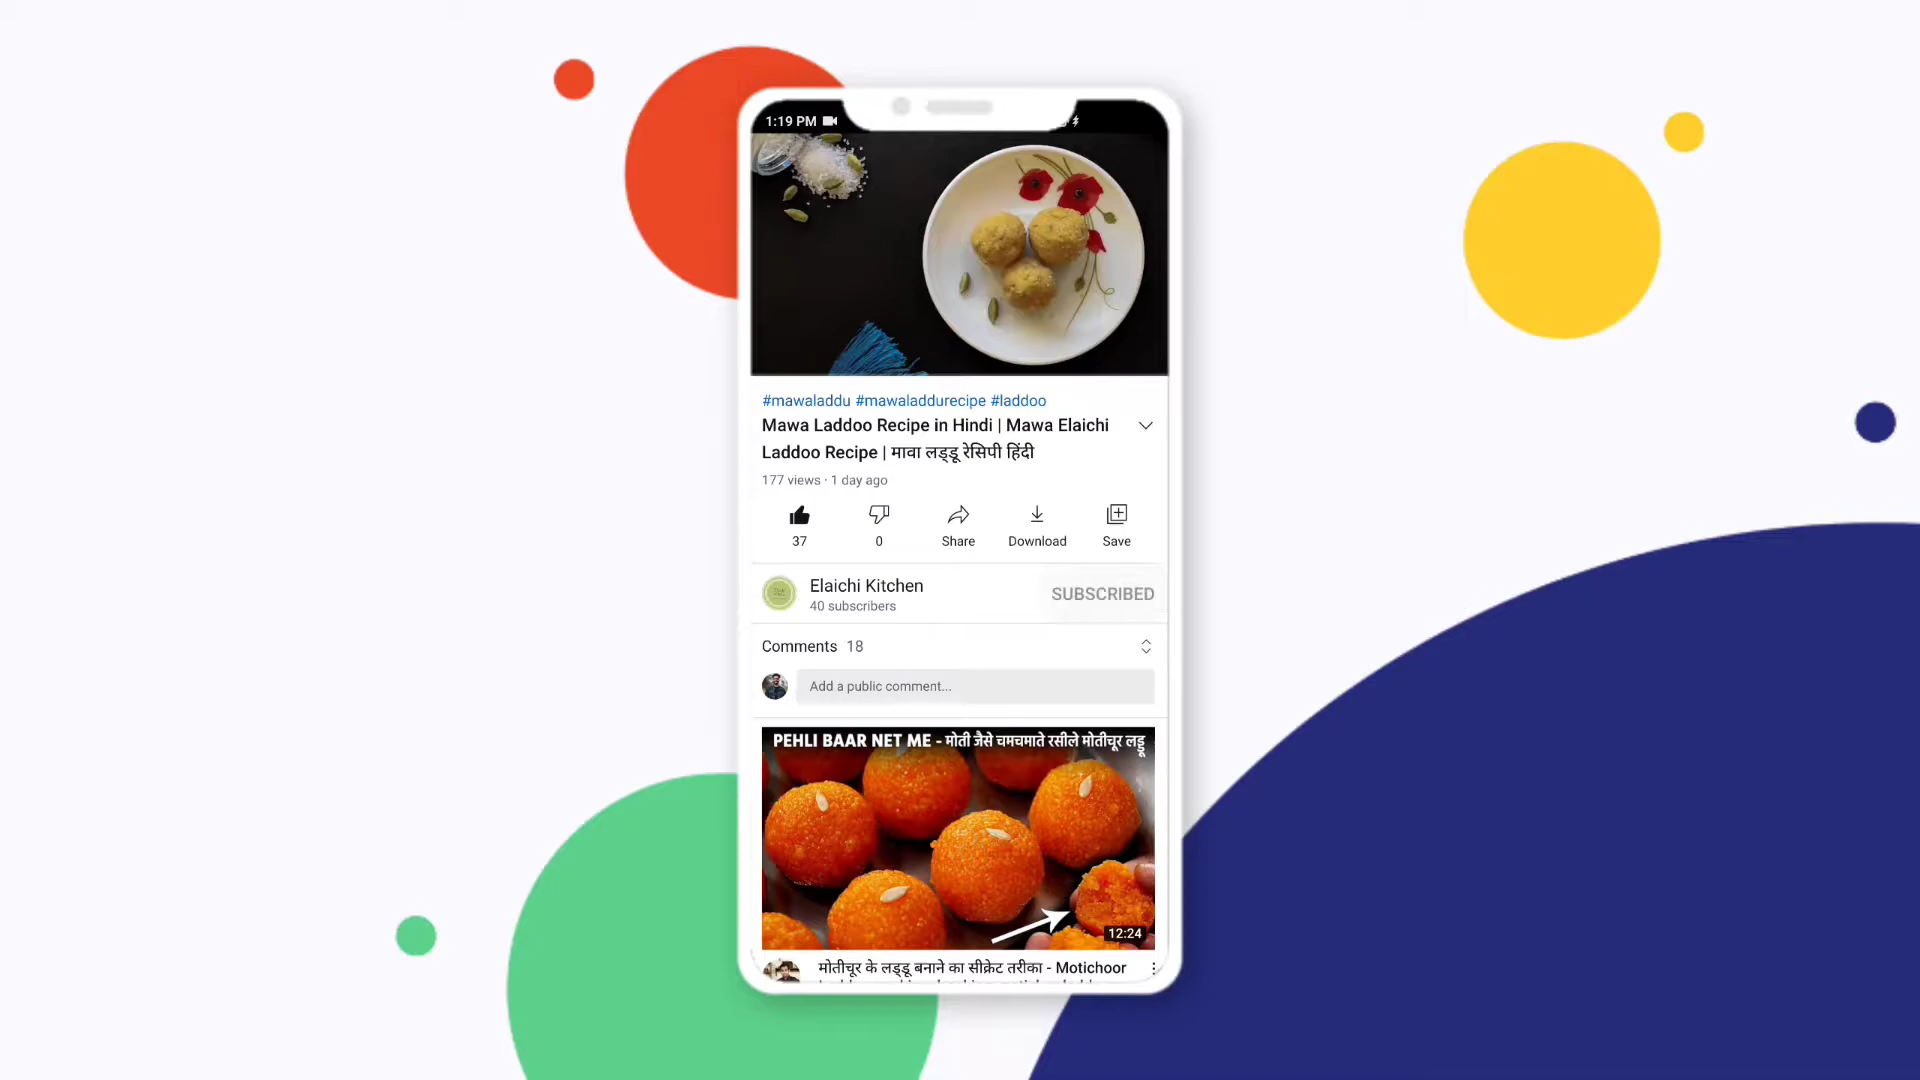 1:19 PM
#mawaladdu #mawaladdurecipe #laddoo
Mawa Laddoo Recipe in Hindi | Mawa Elaichi
Laddoo Recipe | मावा लड्डू रेसिपी हिंदी
177 views · 1 day ago
37
0
Share
Download
Save
Elaichi Kitchen
40 subscribers
SUBSCRIBED
Comments 18
Add a public comment...
PEHLI BAAR NET ME - मोती जैसे चमचमाते रसीले मोतीचूर लड्डू
12:24
मोतीचूर के लड्डू बनाने का सीक्रेट तरीका - Motichoor